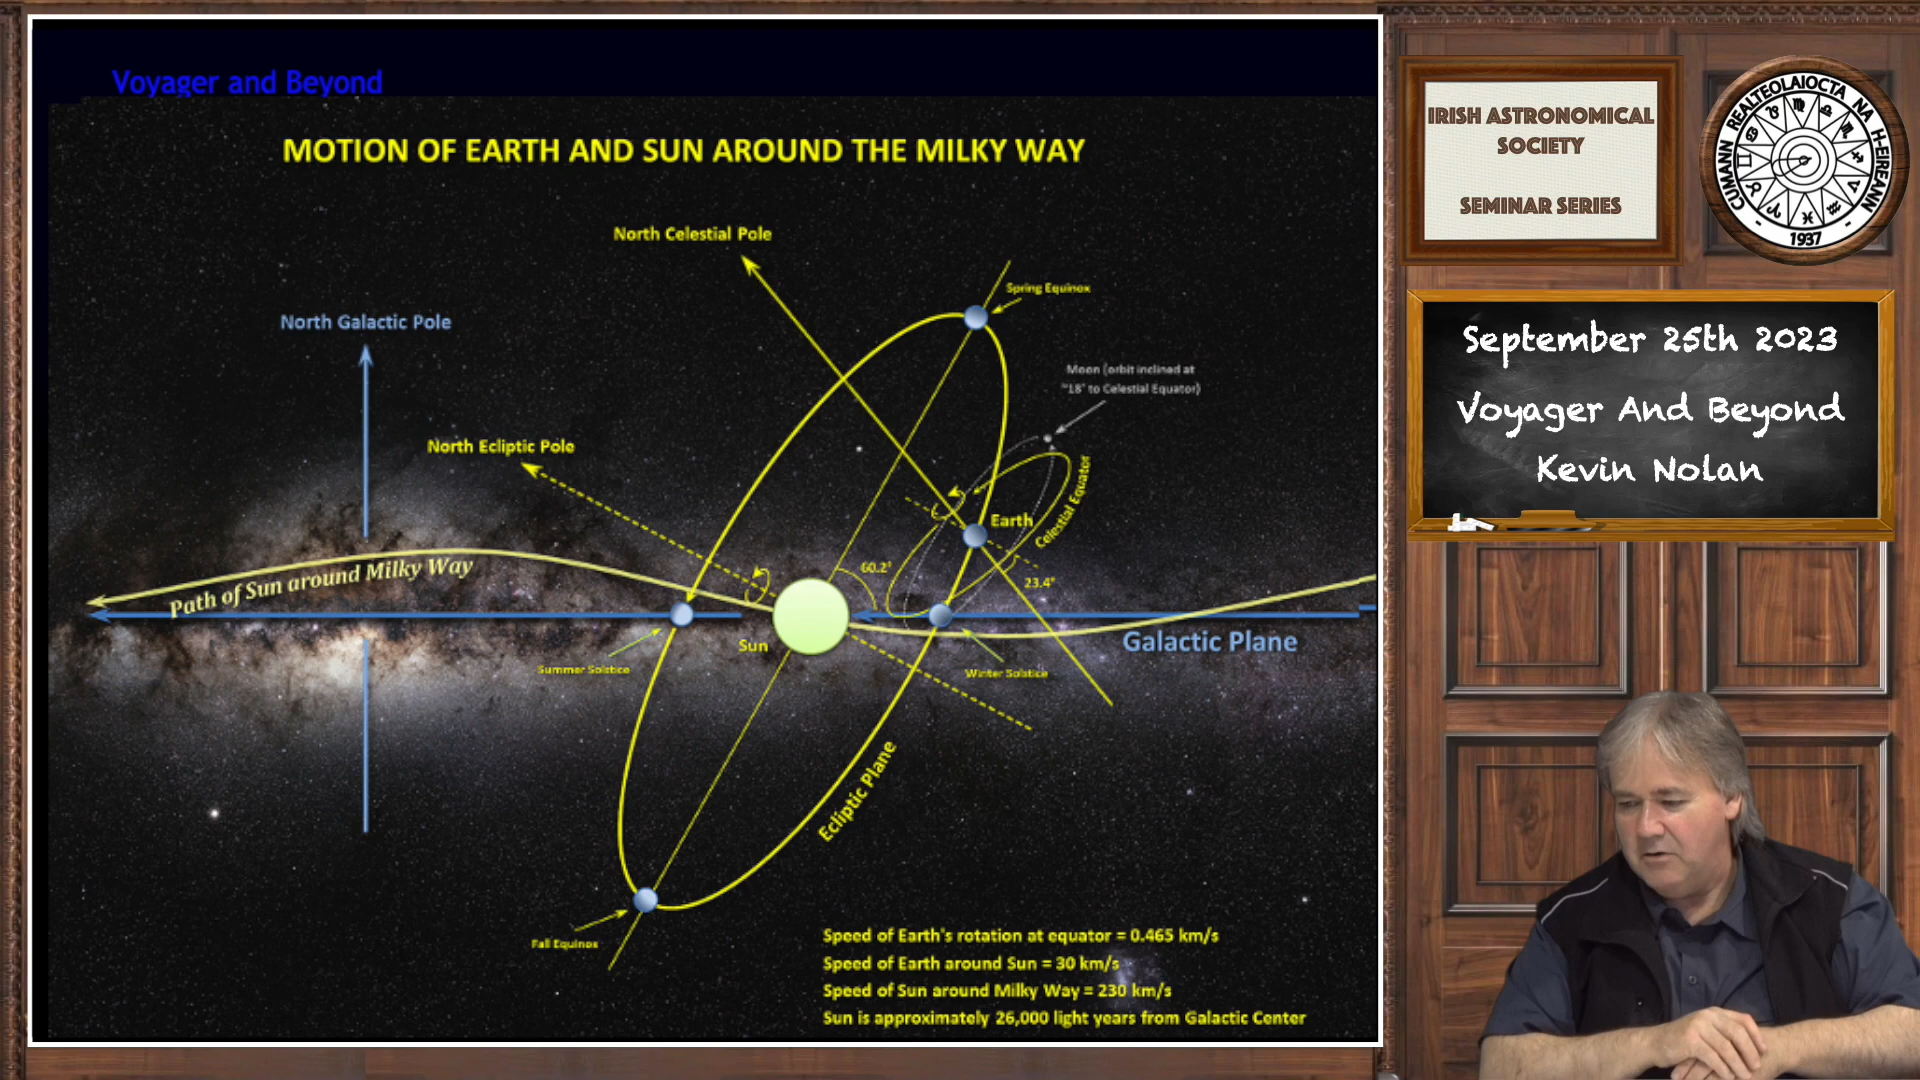 Voyager and Beyond
MOTION OF EARTH AND SUN AROUND THE MILKY WAY
North Celestial Pole
Spring Equinox
North Galactic Pole
Moon (orbit inclined at
~18° to Celestial Equator)
North Ecliptic Pole
Celestial Equator
Earth
60.2°
23.4°
Path of Sun around Milky Way
Sun
Galactic Plane
Summer Solstice
Winter Solstice
Ecliptic Plane
Fall Equinox
Speed of Earth's rotation at equator = 0.465 km/s
Speed of Earth around Sun = 30 km/s
Speed of Sun around Milky Way = 230 km/s
Sun is approximately 26,000 light years from Galactic Center
IRISH ASTRONOMICAL
SOCIETY
SEMINAR SERIES
CUMANN REALTEOLAIOCTA NA H-EIREANN
- 1937 -
September 25th 2023
Voyager And Beyond
Kevin Nolan